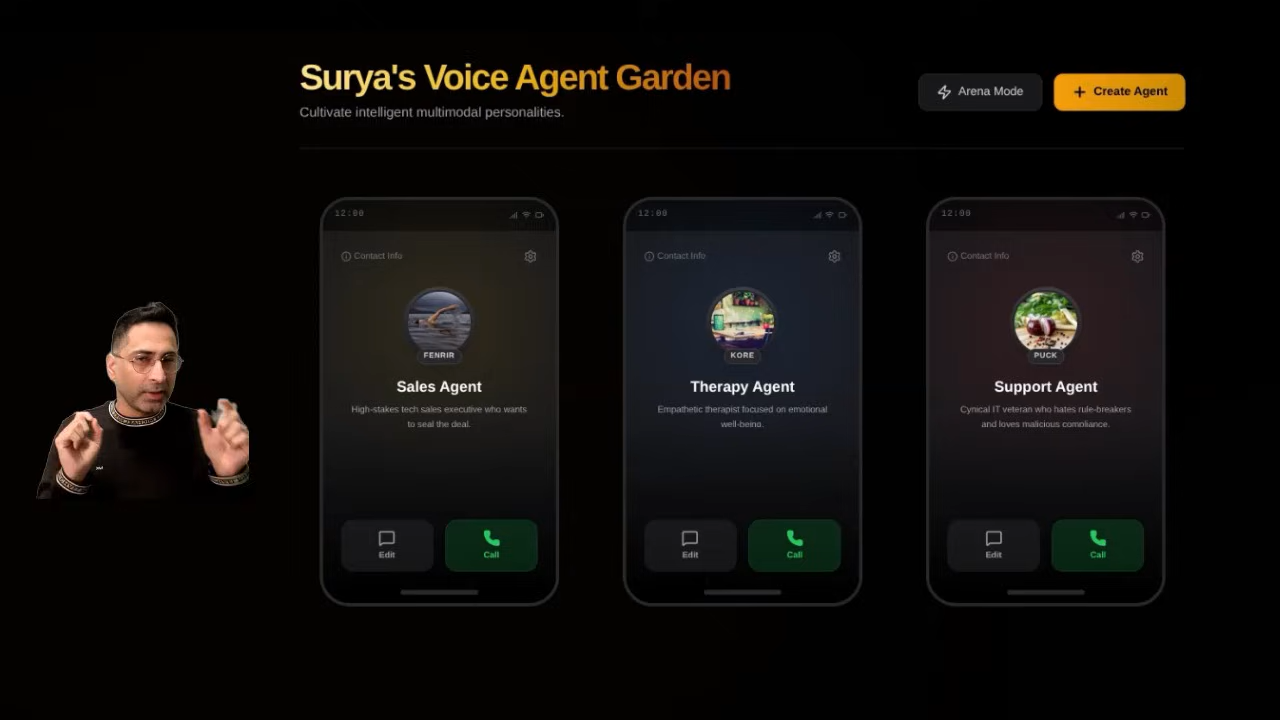 Surya's Voice Agent Garden
Cultivate intelligent multimodal personalities.
Arena Mode
Create Agent
12:00
Contact Info
FENRIR
Sales Agent
High-stakes tech sales executive who wants
to seal the deal.
Edit
Call
12:00
Contact Info
KORE
Therapy Agent
Empathetic therapist focused on emotional
well-being.
Edit
Call
12:00
Contact Info
PUCK
Support Agent
Cynical IT veteran who hates rule-breakers
and loves malicious compliance.
Edit
Call